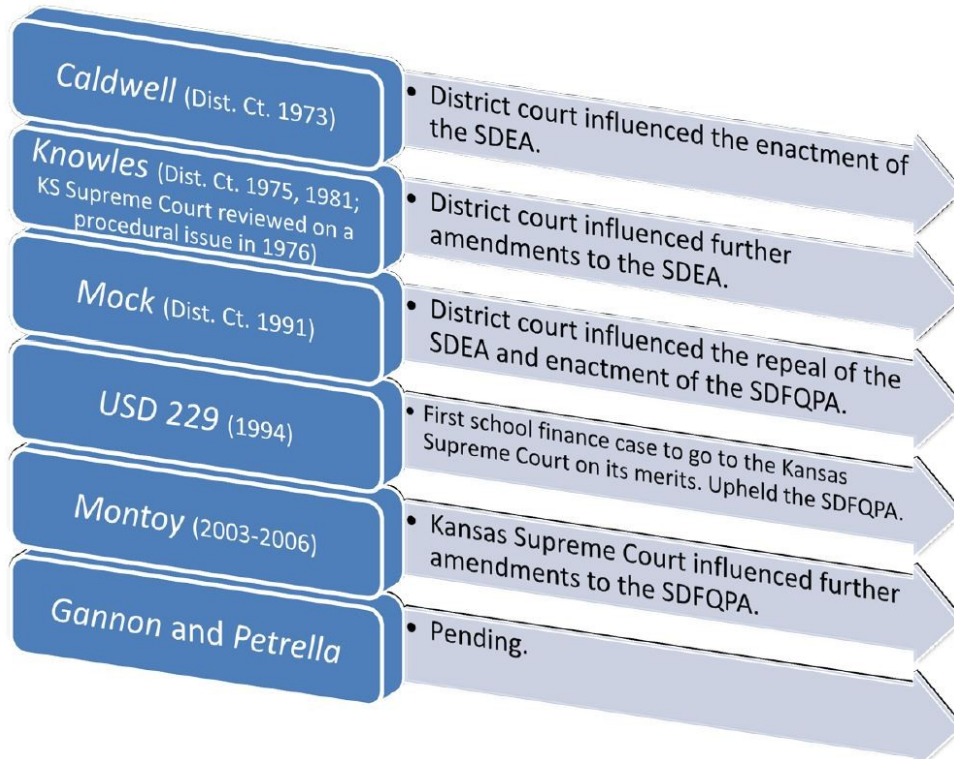 Caldwell (Dist. Ct. 1973)
• District court influenced the enactment of
the SDEA.
Knowles (Dist. Ct. 1975, 1981;
KS Supreme Court reviewed on a
procedural issue in 1976)
• District court influenced further
amendments to the SDEA.
Mock (Dist. Ct. 1991)
• District court influenced the repeal of the
SDEA and enactment of the SDFQPA.
USD 229 (1994)
• First school finance case to go to the Kansas
Supreme Court on its merits. Upheld the SDFQPA.
Montoy (2003-2006)
• Kansas Supreme Court influenced further
amendments to the SDFQPA.
Gannon and Petrella
• Pending.